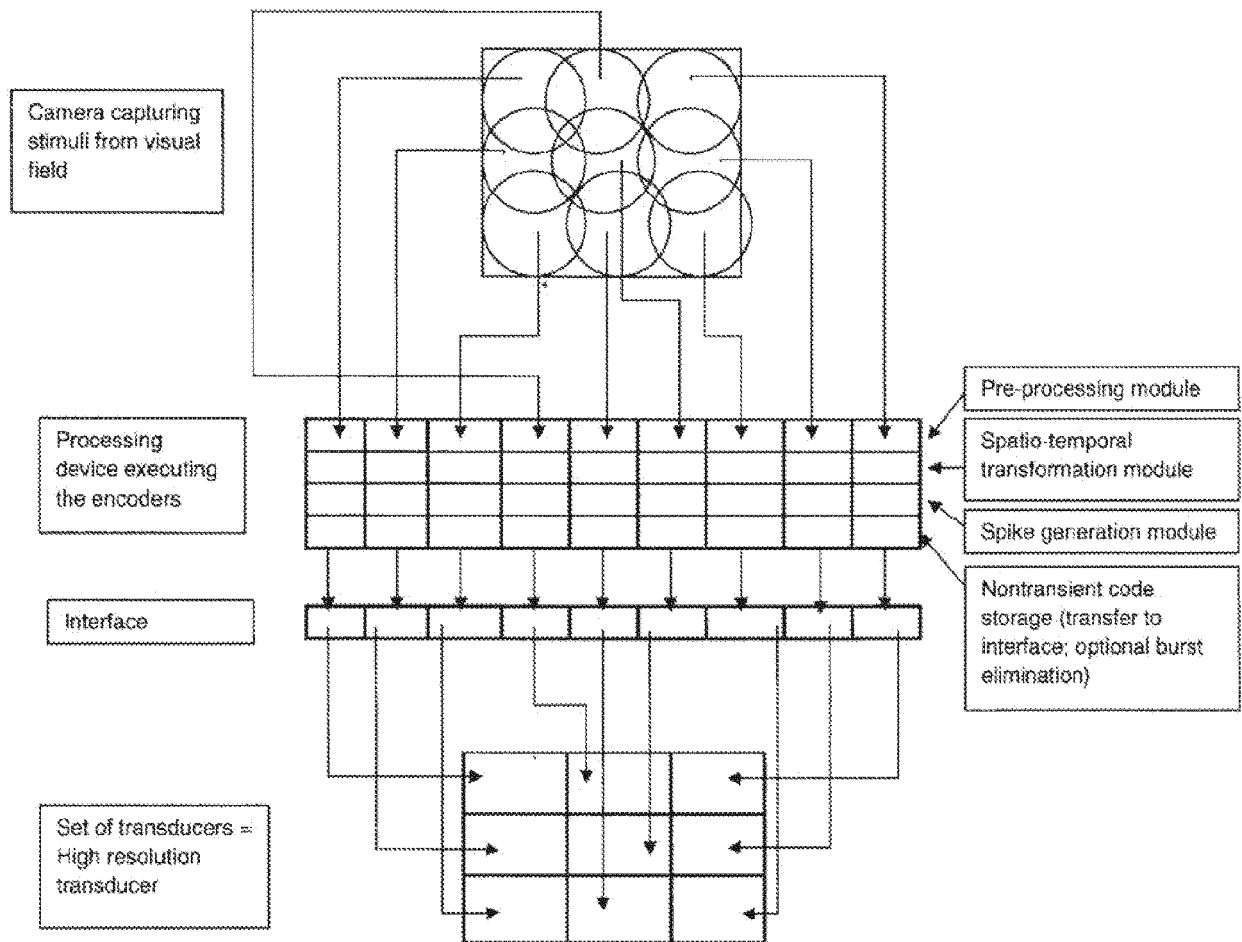 Camera capturing
stimuli from visual
field
Processing
device executing
the encoders
Pre-processing module
Spatio-temporal
transformation module
Spike generation module
Nontransient code
storage (transfer to
interface; optional burst
elimination)
Interface
Set of transducers =
High resolution
transducer